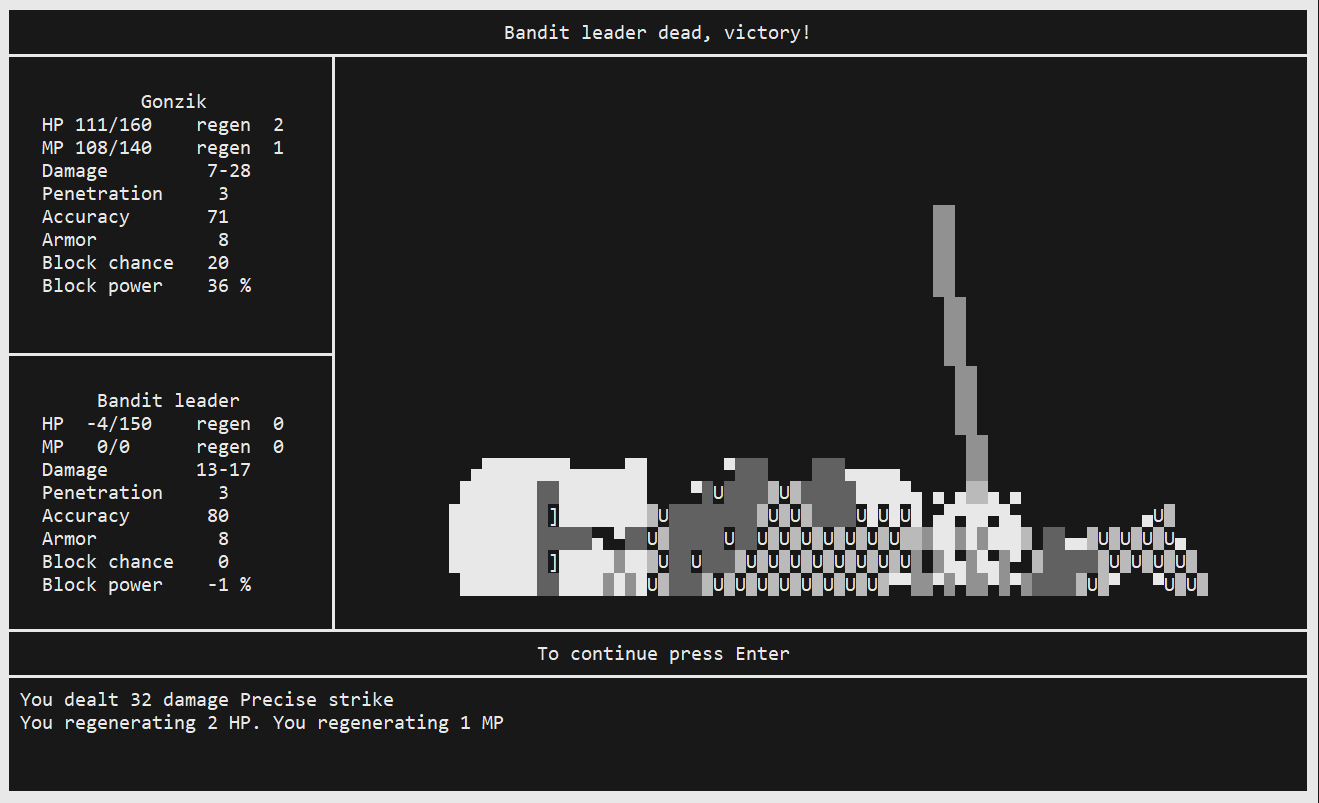 Bandit leader dead, victory!
Gonzik
HP 111/160 regen 2
MP 108/140 regen 1
Damage 7-28
Penetration 3
Accuracy 71
Armor 8
Block chance 20
Block power 36 %
Bandit leader
HP -4/150 regen 0
MP 0/0 regen 0
Damage 13-17
Penetration 3
Accuracy 80
Armor 8
Block chance 0
Block power -1 %
To continue press Enter
You dealt 32 damage Precise strike
You regenerating 2 HP. You regenerating 1 MP